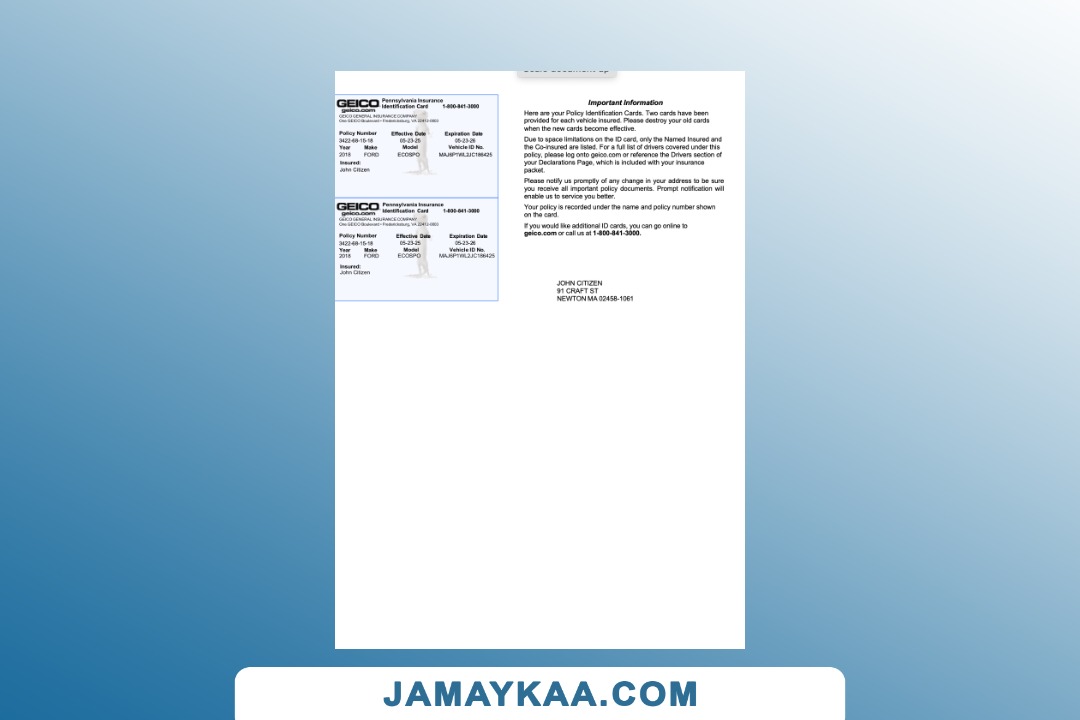 GEICO
geico.com
Pennsylvania Insurance
Identification Card 1-800-841-3000
GEICO GENERAL INSURANCE COMPANY
One GEICO Boulevard • Fredericksburg, VA 22412-0003
Policy Number Effective Date Expiration Date
3422-68-15-18 05-23-25 05-23-26
Year Make Model Vehicle ID No.
2018 FORD ECOSPO MAJ6P1WL2JC186425
Insured:
John Citizen
GEICO
geico.com
Pennsylvania Insurance
Identification Card 1-800-841-3000
GEICO GENERAL INSURANCE COMPANY
One GEICO Boulevard • Fredericksburg, VA 22412-0003
Policy Number Effective Date Expiration Date
3422-68-15-18 05-23-25 05-23-26
Year Make Model Vehicle ID No.
2018 FORD ECOSPO MAJ6P1WL2JC186425
Insured:
John Citizen
Important Information
Here are your Policy Identification Cards. Two cards have been
provided for each vehicle insured. Please destroy your old cards
when the new cards become effective.
Due to space limitations on the ID card, only the Named Insured and
the Co-insured are listed. For a full list of drivers covered under this
policy, please log onto geico.com or reference the Drivers section of
your Declarations Page, which is included with your insurance
packet.
Please notify us promptly of any change in your address to be sure
you receive all important policy documents. Prompt notification will
enable us to service you better.
Your policy is recorded under the name and policy number shown
on the card.
If you would like additional ID cards, you can go online to
geico.com or call us at 1-800-841-3000.
JOHN CITIZEN
91 CRAFT ST
NEWTON MA 02458-1061
JAMAYKAA.COM